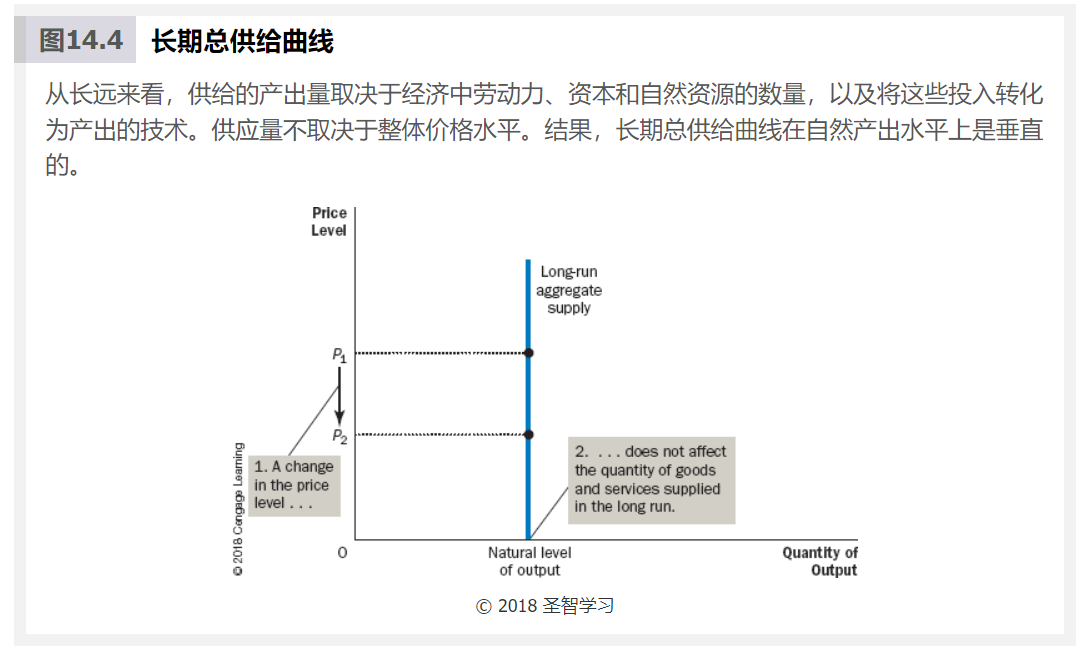 图14.4 长期总供给曲线
从长远来看，供给的产出量取决于经济中劳动力、资本和自然资源的数量，以及将这些投入转化
为产出的技术。供应量不取决于整体价格水平。结果，长期总供给曲线在自然产出水平上是垂直
的。
Price
Level
Long-run
aggregate
supply
P1
P2
1. A change
in the price
level . . .
2. . . . does not affect
the quantity of goods
and services supplied
in the long run.
© 2018 Cengage Learning
0
Natural level
of output
Quantity of
Output
© 2018 圣智学习